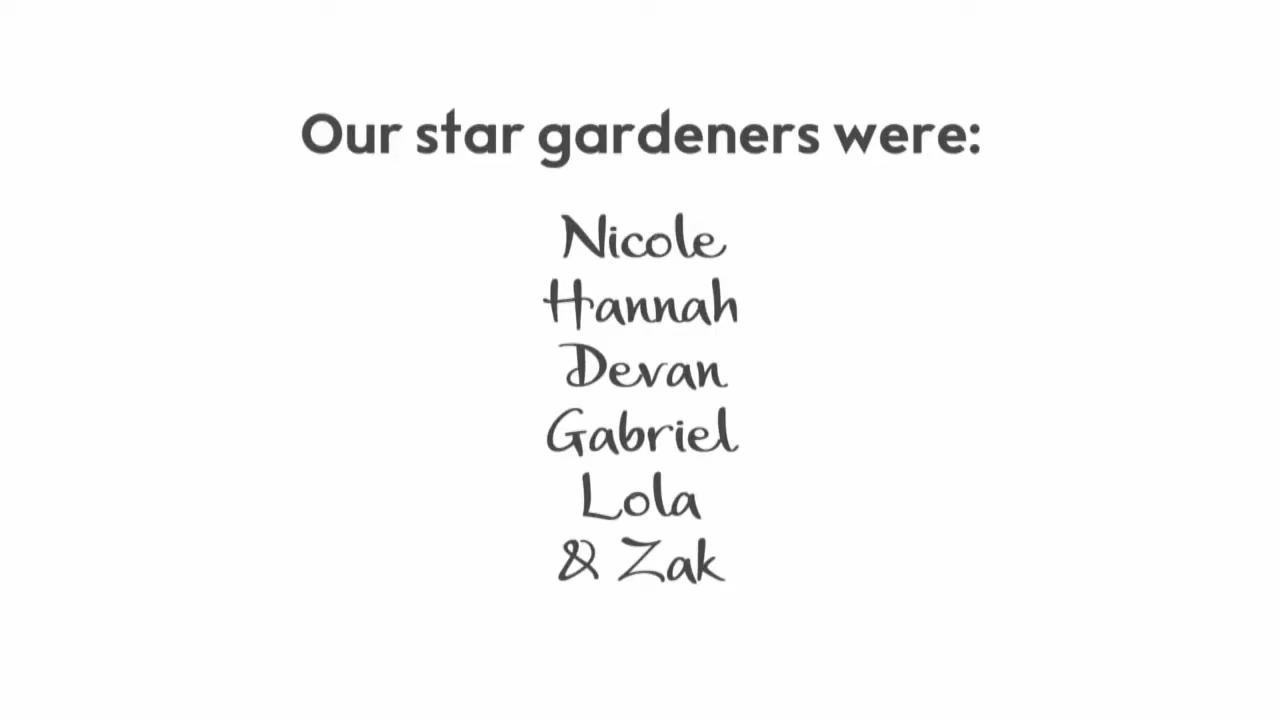 Our star gardeners were:
Nicole
Hannah
Devan
Gabriel
Lola
& Zak